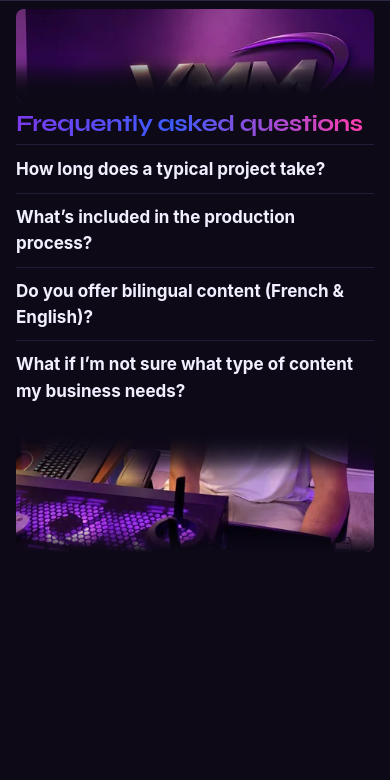 VMM
Frequently asked questions
How long does a typical project take?
What’s included in the production
process?
Do you offer bilingual content (French &
English)?
What if I’m not sure what type of content
my business needs?